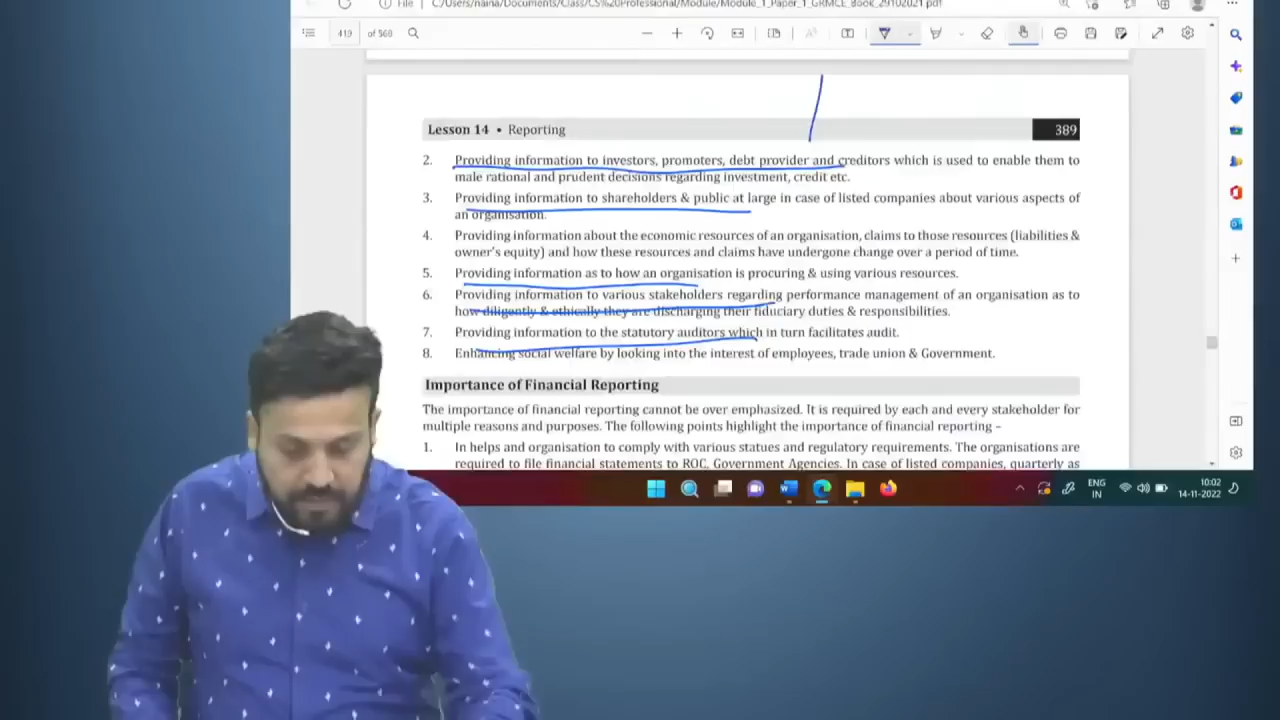 File C:/Users/naina/Documents/Class/CS%20Professional/Module/Module_1_Paper_1_GRMCE_Book_29102021.pdf
413 of 560
Lesson 14 • Reporting 389
2. Providing information to investors, promoters, debt provider and creditors which is used to enable them to
male rational and prudent decisions regarding investment, credit etc.
3. Providing information to shareholders & public at large in case of listed companies about various aspects of
an organisation.
4. Providing information about the economic resources of an organisation, claims to those resources (liabilities &
owner's equity) and how these resources and claims have undergone change over a period of time.
5. Providing information as to how an organisation is procuring & using various resources.
6. Providing information to various stakeholders regarding performance management of an organisation as to
how diligently & ethically they are discharging their fiduciary duties & responsibilities.
7. Providing information to the statutory auditors which in turn facilitates audit.
8. Enhancing social welfare by looking into the interest of employees, trade union & Government.
Importance of Financial Reporting
The importance of financial reporting cannot be over emphasized. It is required by each and every stakeholder for
multiple reasons and purposes. The following points highlight the importance of financial reporting –
1. In helps and organisation to comply with various statues and regulatory requirements. The organisations are
required to file financial statements to ROC, Government Agencies. In case of listed companies, quarterly as
ENG
IN
10:02
14-11-2022